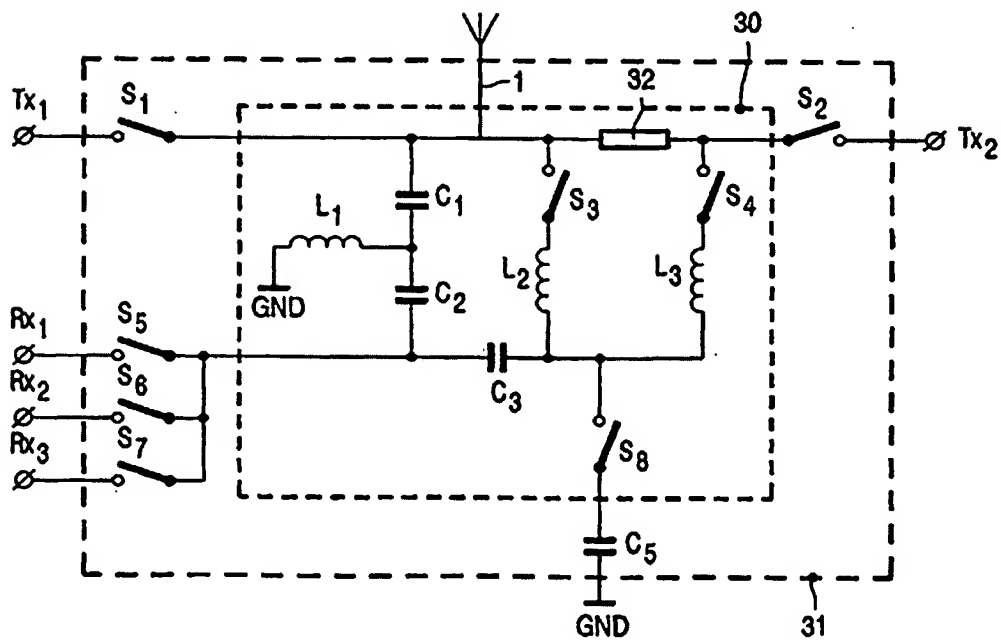 30
Tx1
S1
1
32
S2
Tx2
C1
S3
S4
L1
L2
L3
GND
C2
Rx1
S5
Rx2
S6
C3
Rx3
S7
S8
C5
GND
31